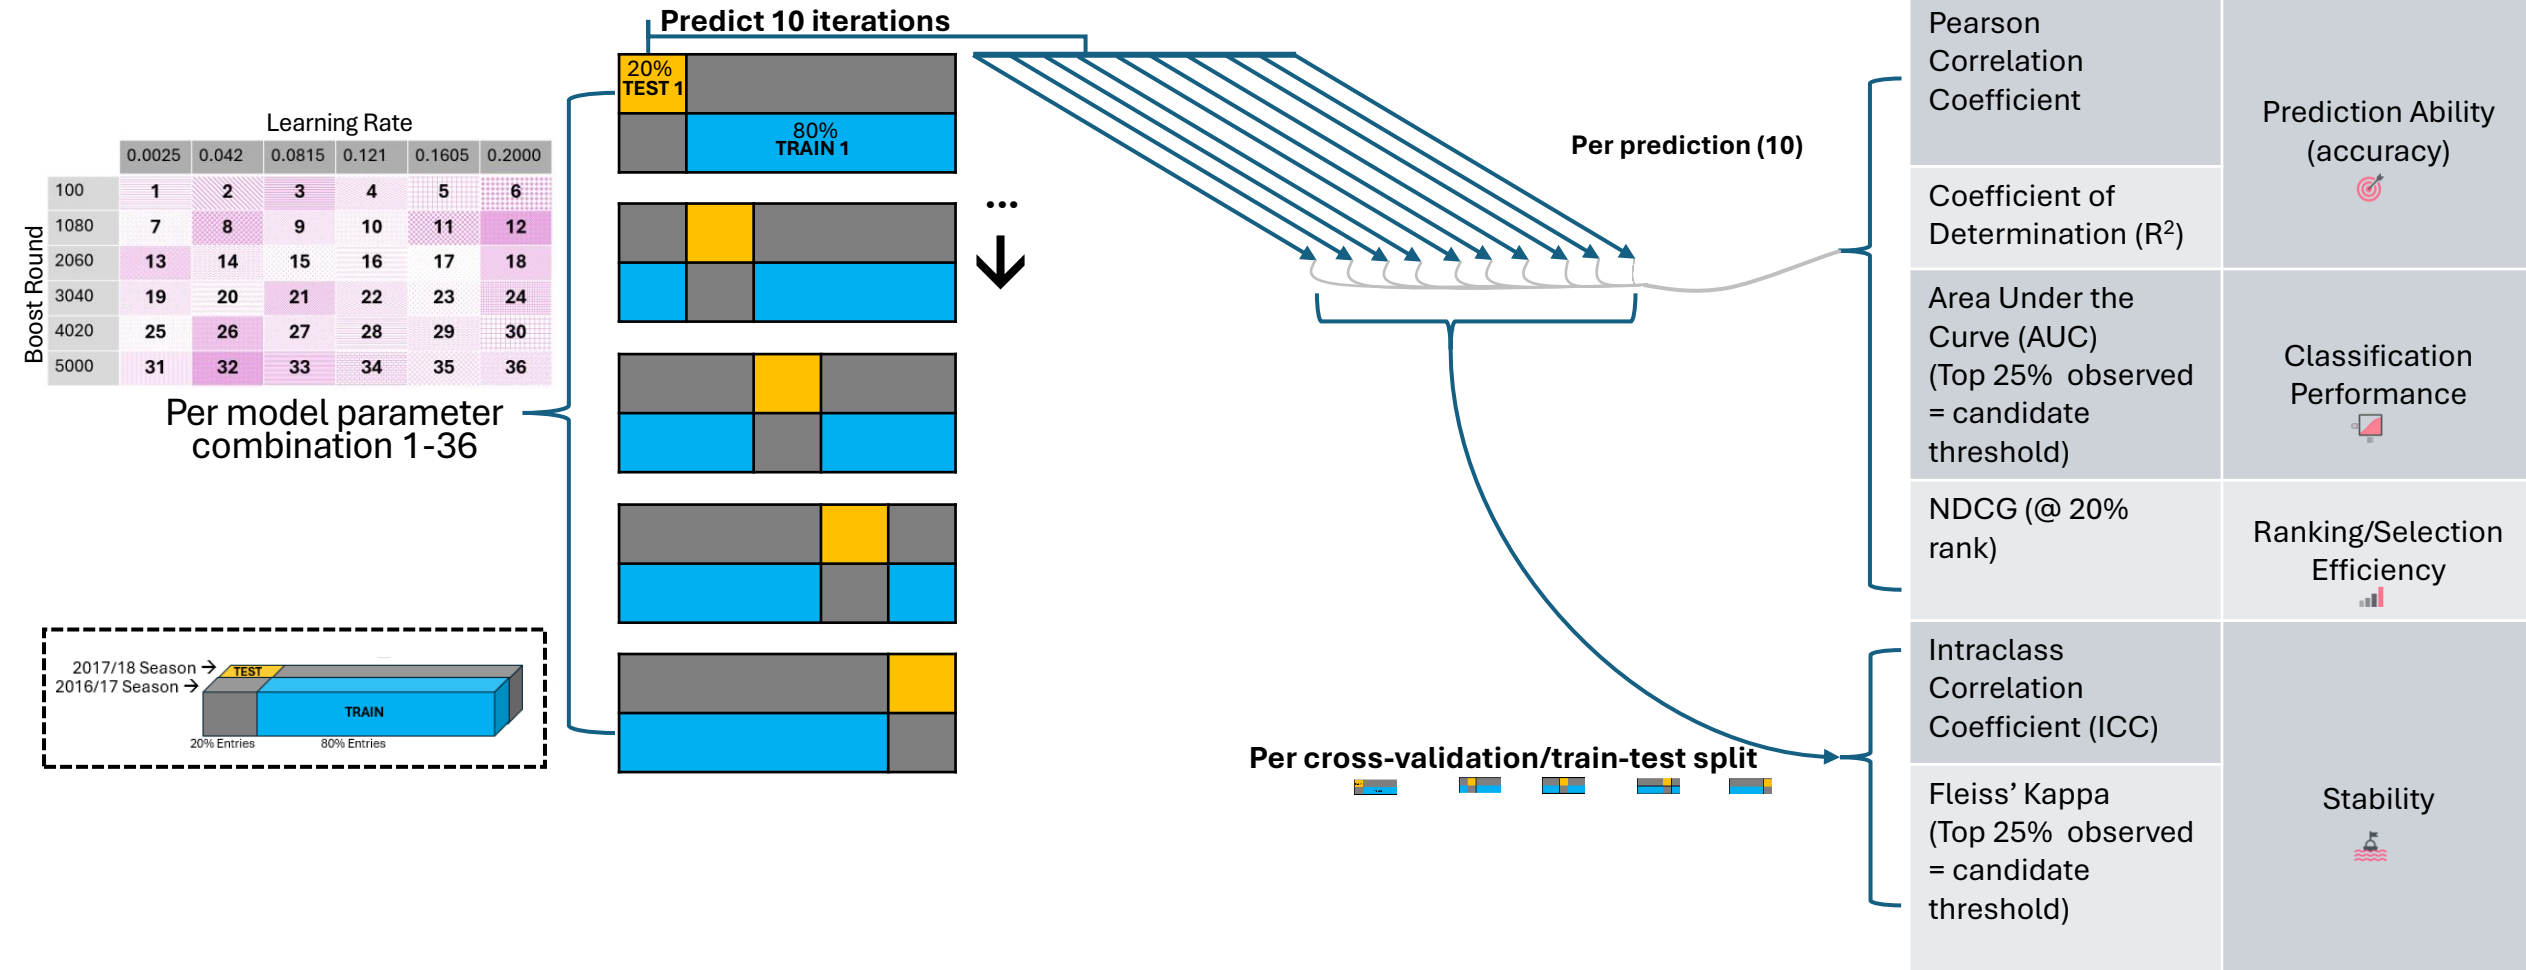 Predict 10 iterations
20%
TEST 1
80%
TRAIN 1
Learning Rate
0.0025 0.042 0.0815 0.121 0.1605 0.2000
Boost Round
100 1 2 3 4 5 6
1080 7 8 9 10 11 12
2060 13 14 15 16 17 18
3040 19 20 21 22 23 24
4020 25 26 27 28 29 30
5000 31 32 33 34 35 36
Per model parameter
combination 1-36
2017/18 Season →
2016/17 Season →
TEST
TRAIN
20% Entries
80% Entries
...
Per prediction (10)
Per cross-validation/train-test split
Pearson
Correlation
Coefficient
Coefficient of
Determination (R²)
Prediction Ability
(accuracy)
Area Under the
Curve (AUC)
(Top 25% observed
= candidate
threshold)
Classification
Performance
NDCG (@ 20%
rank)
Ranking/Selection
Efficiency
Intraclass
Correlation
Coefficient (ICC)
Fleiss’ Kappa
(Top 25% observed
= candidate
threshold)
Stability